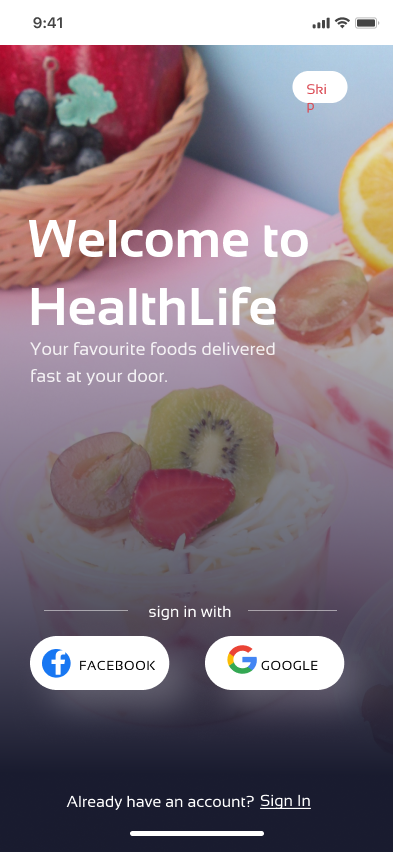 9:41
Ski
p
Welcome to
HealthLife
Your favourite foods delivered
fast at your door.
sign in with
FACEBOOK
GOOGLE
Already have an account? Sign In